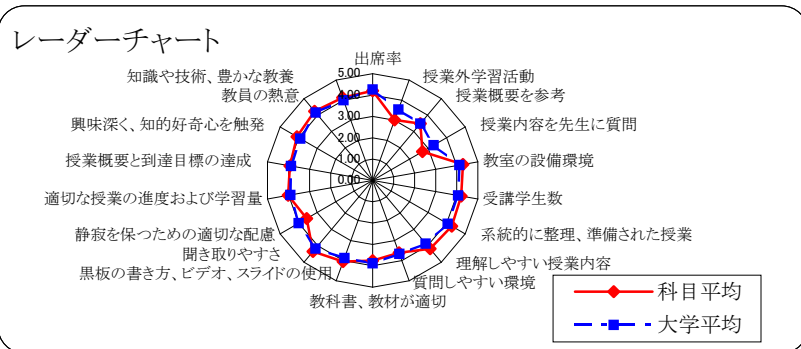 レーダーチャート
出席率
授業外学習活動
授業概要を参考
授業内容を先生に質問
教室の設備環境
受講学生数
系統的に整理、準備された授業
理解しやすい授業内容
質問しやすい環境
教科書、教材が適切
黒板の書き方、ビデオ、スライドの使用
聞き取りやすさ
静寂を保つための適切な配慮
適切な授業の進度および学習量
授業概要と到達目標の達成
興味深く、知的好奇心を触発
教員の熱意
知識や技術、豊かな教養
5.00
4.00
3.00
2.00
1.00
0.00
科目平均
大学平均